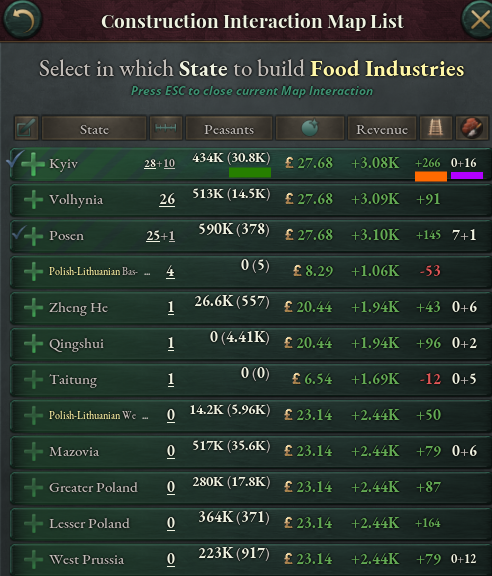 Construction Interaction Map List
Select in which State to build Food Industries
Press ESC to close current Map Interaction
State Peasants Revenue
Kyiv 28+10 434K (30.8K) £ 27.68 +3.08K +266 0+16
Volhynia 26 513K (14.5K) £ 27.68 +3.09K +91
Posen 25+1 590K (378) £ 27.68 +3.10K +145 7+1
Polish-Lithuanian Bas- ... 4 0 (5) £ 8.29 +1.06K -53
Zheng He 1 26.6K (557) £ 20.44 +1.94K +43 0+6
Qingshui 1 0 (4.41K) £ 20.44 +1.94K +96 0+2
Taitung 1 0 (0) £ 6.54 +1.69K -12 0+5
Polish-Lithuanian We ... 0 14.2K (5.96K) £ 23.14 +2.44K +50
Mazovia 0 517K (35.6K) £ 23.14 +2.44K +79 0+6
Greater Poland 0 280K (17.8K) £ 23.14 +2.44K +87
Lesser Poland 0 364K (371) £ 23.14 +2.44K +164
West Prussia 0 223K (917) £ 23.14 +2.44K +79 0+12